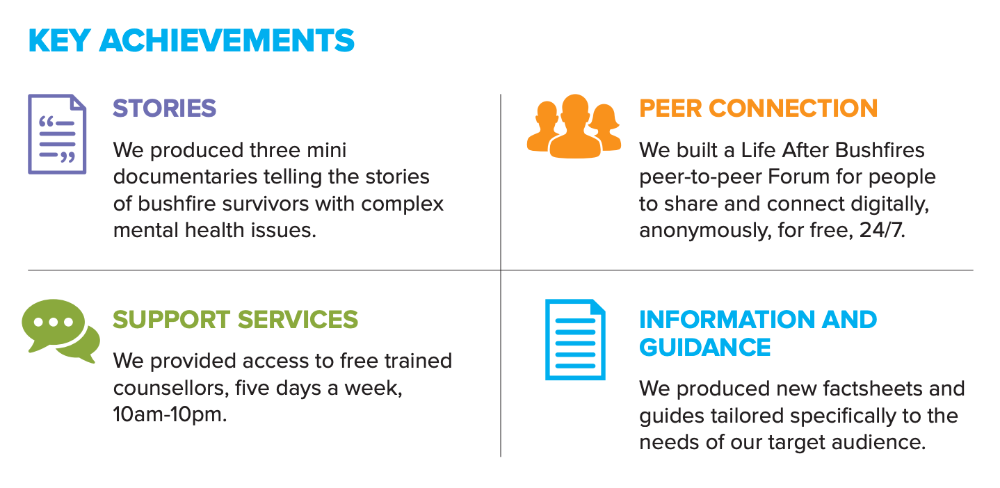 KEY ACHIEVEMENTS
STORIES
We produced three mini
documentaries telling the stories
of bushfire survivors with complex
mental health issues.
PEER CONNECTION
We built a Life After Bushfires
peer-to-peer Forum for people
to share and connect digitally,
anonymously, for free, 24/7.
SUPPORT SERVICES
We provided access to free trained
counsellors, five days a week,
10am-10pm.
INFORMATION AND
GUIDANCE
We produced new factsheets and
guides tailored specifically to the
needs of our target audience.